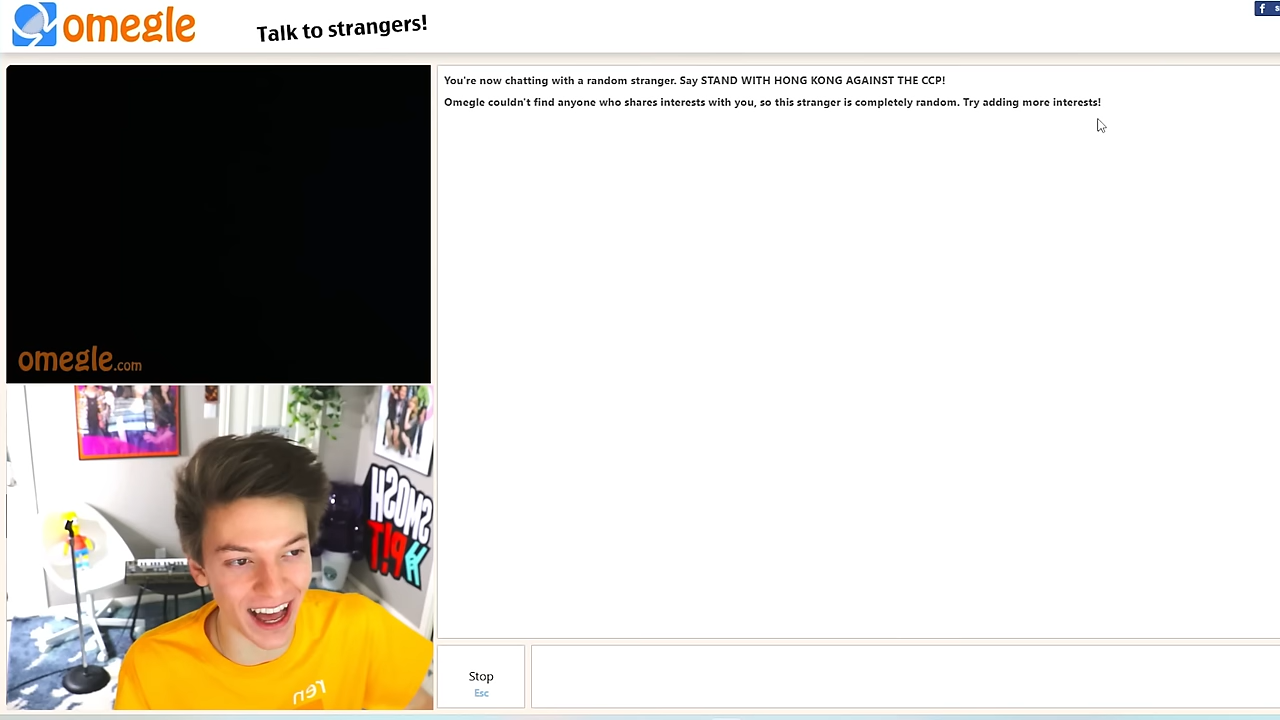 omegle
Talk to strangers!
f
You're now chatting with a random stranger. Say STAND WITH HONG KONG AGAINST THE CCP!
Omegle couldn't find anyone who shares interests with you, so this stranger is completely random. Try adding more interests!
omegle.com
SMOSH
PIT
ren
Stop
Esc